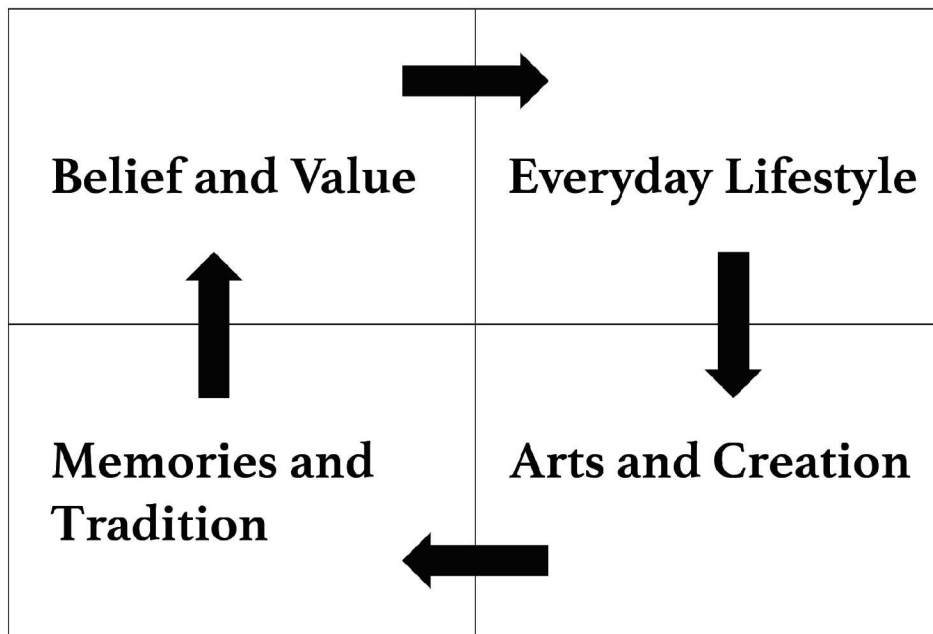 Belief and Value
Everyday Lifestyle
Memories and
Tradition
Arts and Creation